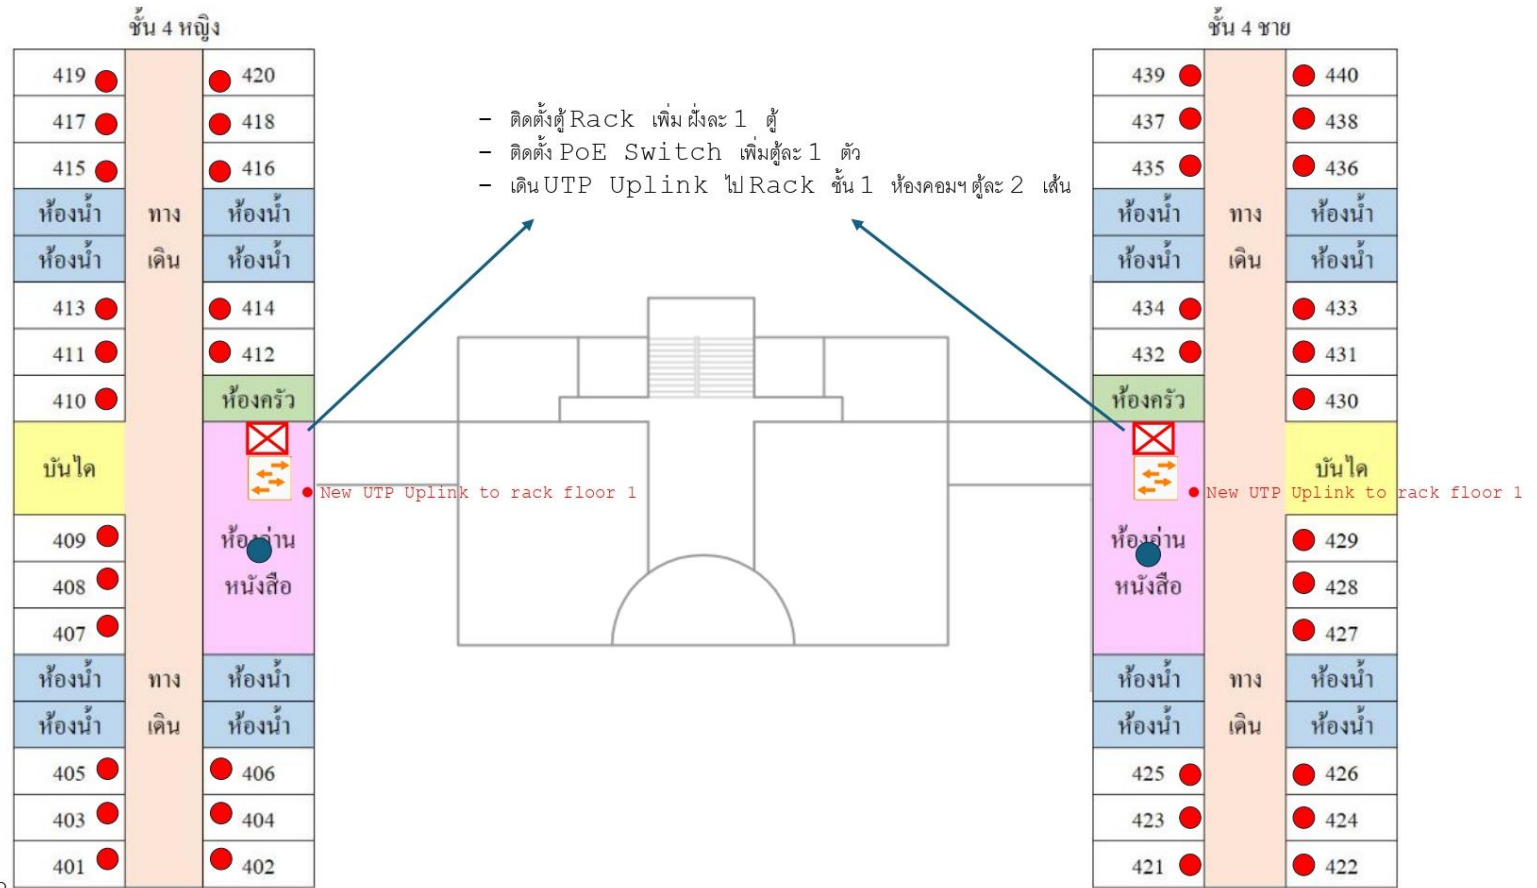 ชั้น 4 หญิง
ชั้น 4 ชาย
419
420
417
418
415
416
ห้องน้ำ
ทาง
ห้องน้ำ
ห้องน้ำ
เดิน
ห้องน้ำ
413
414
411
412
410
ห้องครัว
บันได
409
ห้องอ่าน
408
หนังสือ
407
ห้องน้ำ
ทาง
ห้องน้ำ
ห้องน้ำ
เดิน
ห้องน้ำ
405
406
403
404
401
402
- ติดตั้งตู้ Rack เพิ่ม ฝั่งละ 1 ตู้
- ติดตั้ง PoE Switch เพิ่มตู้ละ 1 ตัว
- เดิน UTP Uplink ไป Rack ชั้น 1 ห้องคอมฯ ตู้ละ 2 เส้น
New UTP Uplink to rack floor 1
439
440
437
438
435
436
ห้องน้ำ
ทาง
ห้องน้ำ
ห้องน้ำ
เดิน
ห้องน้ำ
434
433
432
431
ห้องครัว
430
บันได
New UTP Uplink to rack floor 1
ห้องอ่าน
429
หนังสือ
428
427
ห้องน้ำ
ทาง
ห้องน้ำ
ห้องน้ำ
เดิน
ห้องน้ำ
425
426
423
424
421
422